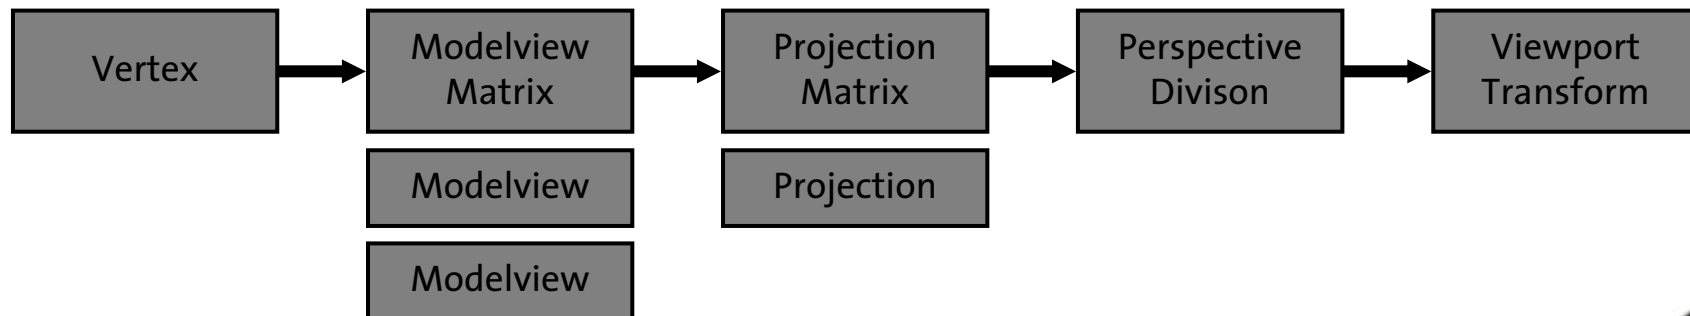 Vertex
Modelview
Matrix
Projection
Matrix
Perspective
Divison
Viewport
Transform
Modelview
Projection
Modelview